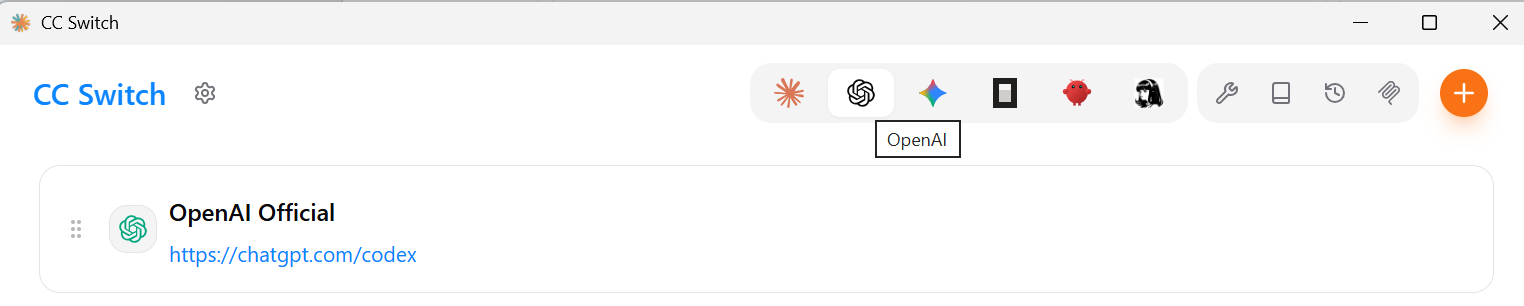 CC Switch
CC Switch
OpenAI
OpenAI Official
https://chatgpt.com/codex